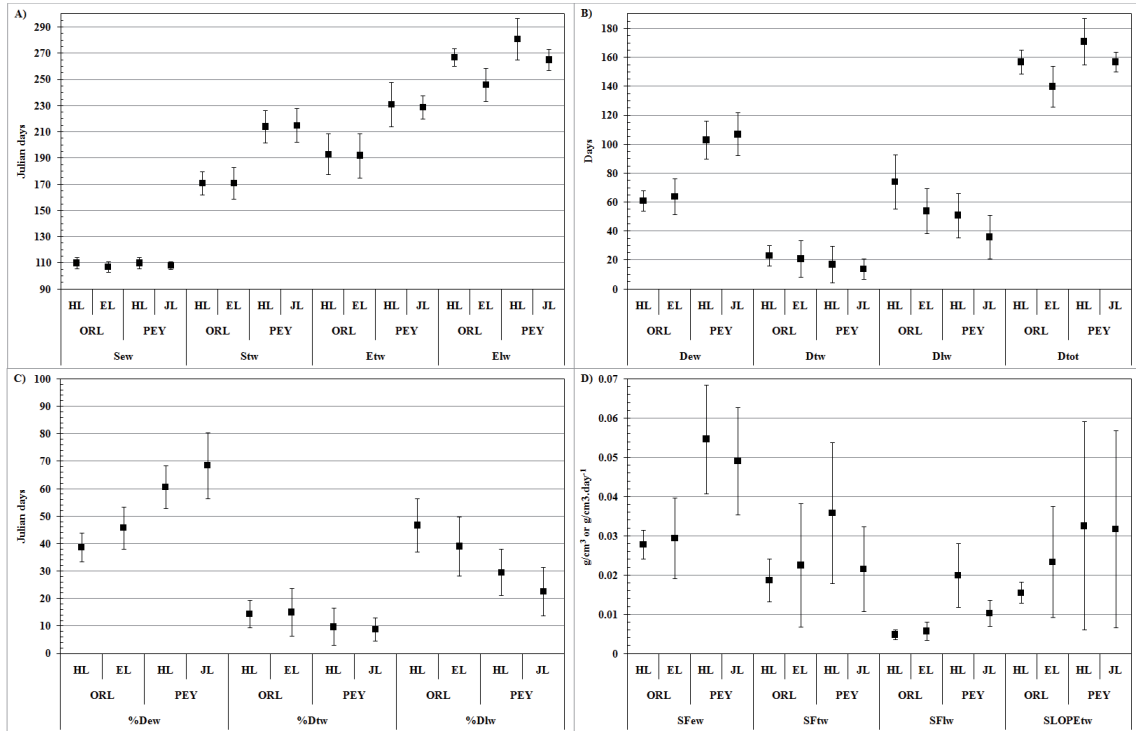 A)
Julian days
290
270
250
230
210
190
170
150
130
110
90
HL EL HL JL HL EL HL JL HL EL HL JL HL EL HL JL
ORL PEY ORL PEY ORL PEY ORL PEY
Sew Stw Etw Elw
B)
Days
180
160
140
120
100
80
60
40
20
0
HL EL HL JL HL EL HL JL HL EL HL JL HL EL HL JL
ORL PEY ORL PEY ORL PEY ORL PEY
Dew Dtw Dlw Dtot
C)
Julian days
100
90
80
70
60
50
40
30
20
10
0
HL EL HL JL HL EL HL JL HL EL HL JL
ORL PEY ORL PEY ORL PEY
%Dew %Dtw %Dlw
D)
g/cm³ or g/cm3.day⁻¹
0.07
0.06
0.05
0.04
0.03
0.02
0.01
0
HL EL HL JL HL EL HL JL HL EL HL JL HL EL HL JL
ORL PEY ORL PEY ORL PEY ORL PEY
SFew SFtw SFlw SLOPEtw